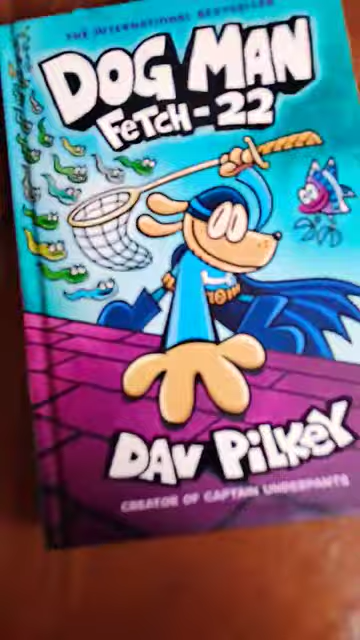 THE INTERNATIONAL BESTSELLER
DOG MAN
FETCH-22
DAV PILKEY
CREATOR OF CAPTAIN UNDERPANTS